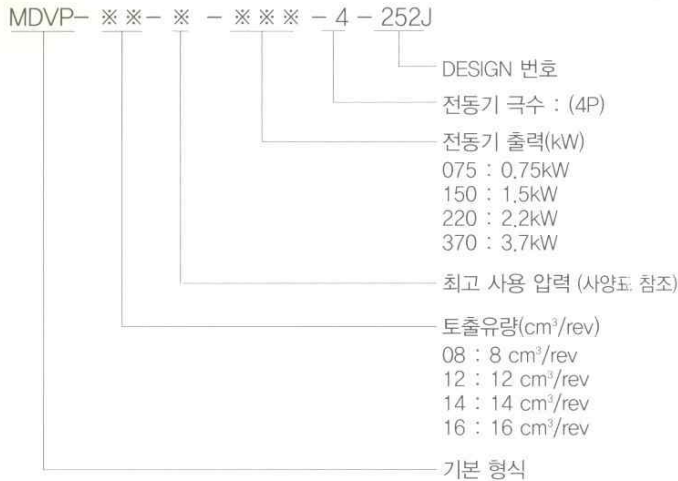 MDVP- ※※- ※ - ※※※ - 4 - 252J
DESIGN 번호
전동기 극수 : (4P)
전동기 출력(kW)
075 : 0.75kW
150 : 1.5kW
220 : 2.2kW
370 : 3.7kW
최고 사용 압력 (사양표 참조)
토출유량(cm³/rev)
08 : 8 cm³/rev
12 : 12 cm³/rev
14 : 14 cm³/rev
16 : 16 cm³/rev
기본 형식